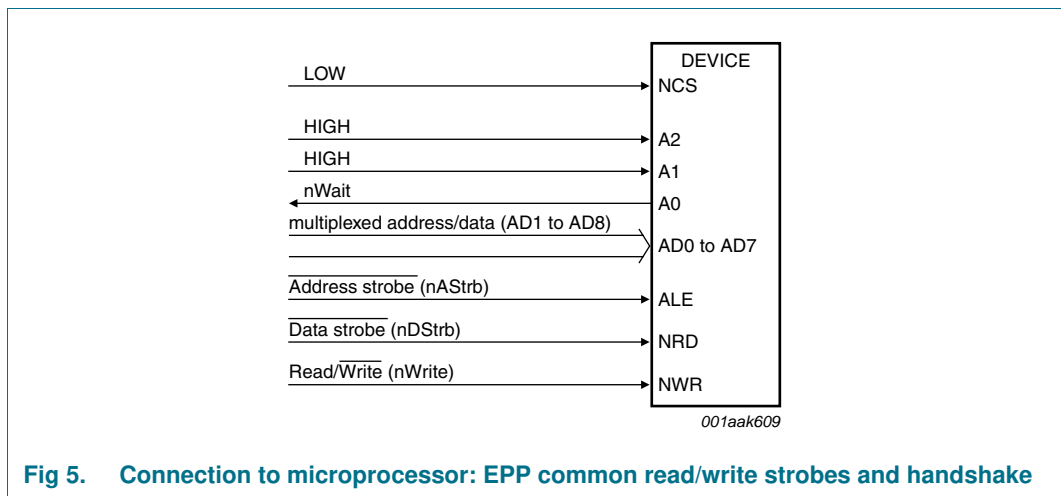 DEVICE
LOW
NCS
HIGH
A2
HIGH
A1
nWait
A0
multiplexed address/data (AD1 to AD8)
AD0 to AD7
Address strobe (nAStrb)
ALE
Data strobe (nDStrb)
NRD
Read/Write (nWrite)
NWR
001aak609
Fig 5. Connection to microprocessor: EPP common read/write strobes and handshake